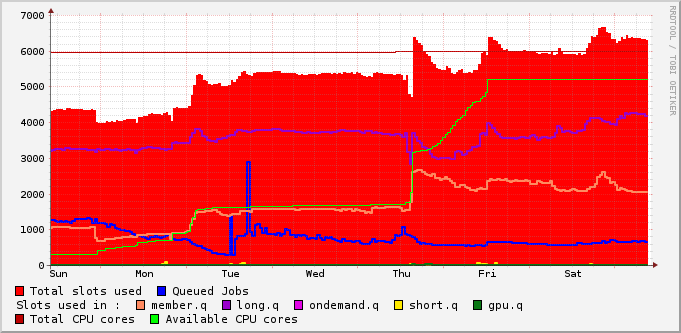 7000
6000
5000
4000
3000
2000
1000
0
Sun Mon Tue Wed Thu Fri Sat
RRDTOOL / TOBI OETIKER
Total slots used Queued Jobs
Slots used in : member.q long.q ondemand.q short.q gpu.q
Total CPU cores Available CPU cores